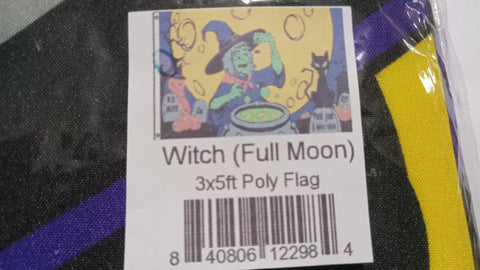 Witch (Full Moon)
3x5ft Poly Flag
8 40806 12298 4